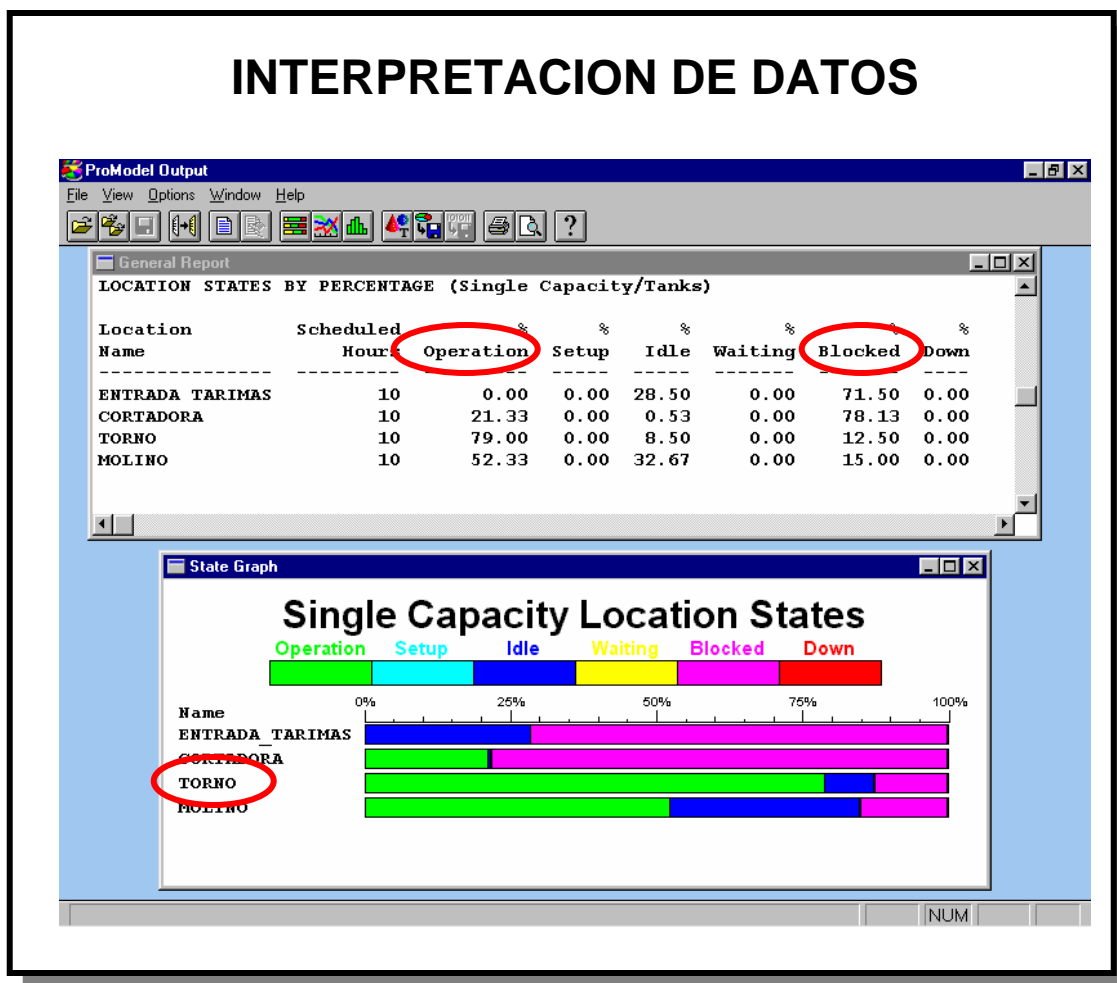 INTERPRETACION DE DATOS
ProModel Output
File View Options Window Help
General Report
LOCATION STATES BY PERCENTAGE (Single Capacity/Tanks)
Location Scheduled % % % % % %
Name Hours Operation Setup Idle Waiting Blocked Down
--------------- --------- --------- ----- ----- ------- ------- ----
ENTRADA TARIMAS 10 0.00 0.00 28.50 0.00 71.50 0.00
CORTADORA 10 21.33 0.00 0.53 0.00 78.13 0.00
TORNO 10 79.00 0.00 8.50 0.00 12.50 0.00
MOLINO 10 52.33 0.00 32.67 0.00 15.00 0.00
State Graph
Single Capacity Location States
Operation Setup Idle Waiting Blocked Down
Name 0% 25% 50% 75% 100%
ENTRADA_TARIMAS
CORTADORA
TORNO
MOLINO
NUM